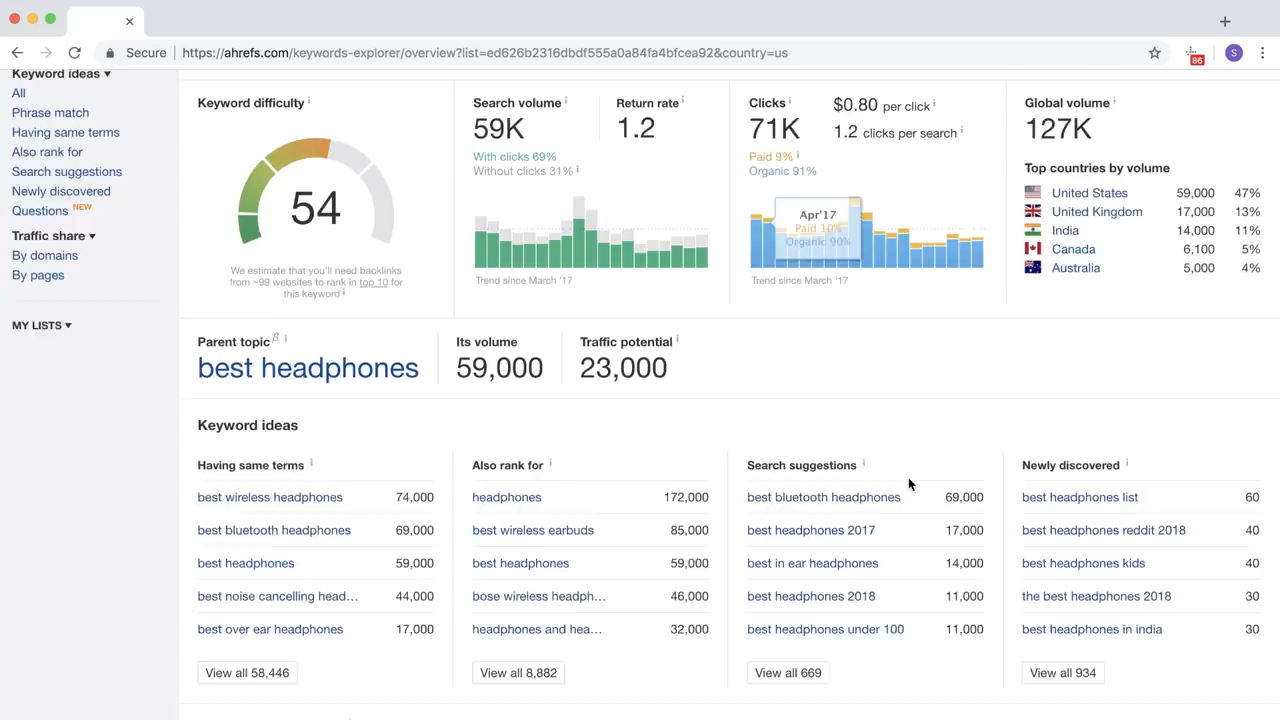 Secure
https://ahrefs.com/keywords-explorer/overview?list=ed626b2316dbdf555a0a84fa4bfcea92&country=us
86
S
Keyword ideas
All
Phrase match
Having same terms
Also rank for
Search suggestions
Newly discovered
Questions NEW
Traffic share
By domains
By pages
MY LISTS
Keyword difficulty i
54
We estimate that you'll need backlinks
from ~99 websites to rank in top 10 for
this keyword i
Search volume i
59K
With clicks 69%
Without clicks 31% i
Trend since March '17
Return rate i
1.2
Clicks i
71K
Paid 9% i
Organic 91%
$0.80 per click i
1.2 clicks per search i
Apr'17
Paid 10%
Organic 90%
Trend since March '17
Global volume i
127K
Top countries by volume
United States 59,000 47%
United Kingdom 17,000 13%
India 14,000 11%
Canada 6,100 5%
Australia 5,000 4%
Parent topic β i
best headphones
Its volume
59,000
Traffic potential i
23,000
Keyword ideas
Having same terms i
best wireless headphones 74,000
best bluetooth headphones 69,000
best headphones 59,000
best noise cancelling head… 44,000
best over ear headphones 17,000
View all 58,446
Also rank for i
headphones 172,000
best wireless earbuds 85,000
best headphones 59,000
bose wireless headph… 46,000
headphones and hea… 32,000
View all 8,882
Search suggestions i
best bluetooth headphones 69,000
best headphones 2017 17,000
best in ear headphones 14,000
best headphones 2018 11,000
best headphones under 100 11,000
View all 669
Newly discovered i
best headphones list 60
best headphones reddit 2018 40
best headphones kids 40
the best headphones 2018 30
best headphones in india 30
View all 934